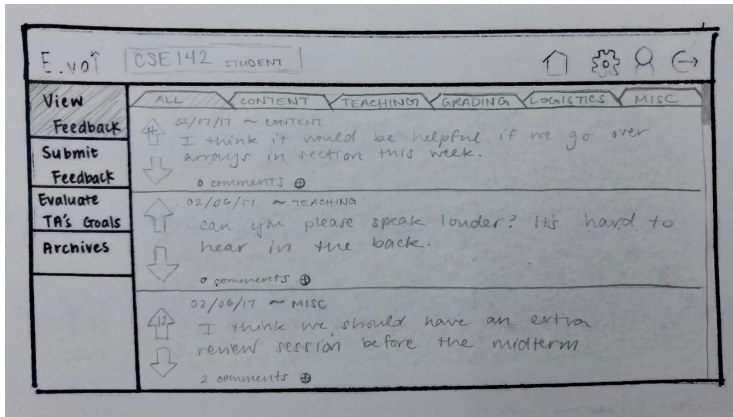 E.voi
CSE142 STUDENT
View
Feedback
Submit
Feedback
Evaluate
TA's Goals
Archives
ALL CONTENT TEACHING GRADING LOGISTICS MISC
02/07/17 ~ CONTENT
I think it would be helpful if we go over
arrays in section this week.
0 comments
02/06/17 ~ TEACHING
can you please speak louder? It's hard to
hear in the back.
0 comments
02/06/17 ~ MISC
12
I think we should have an extra
review session before the midterm
2 comments